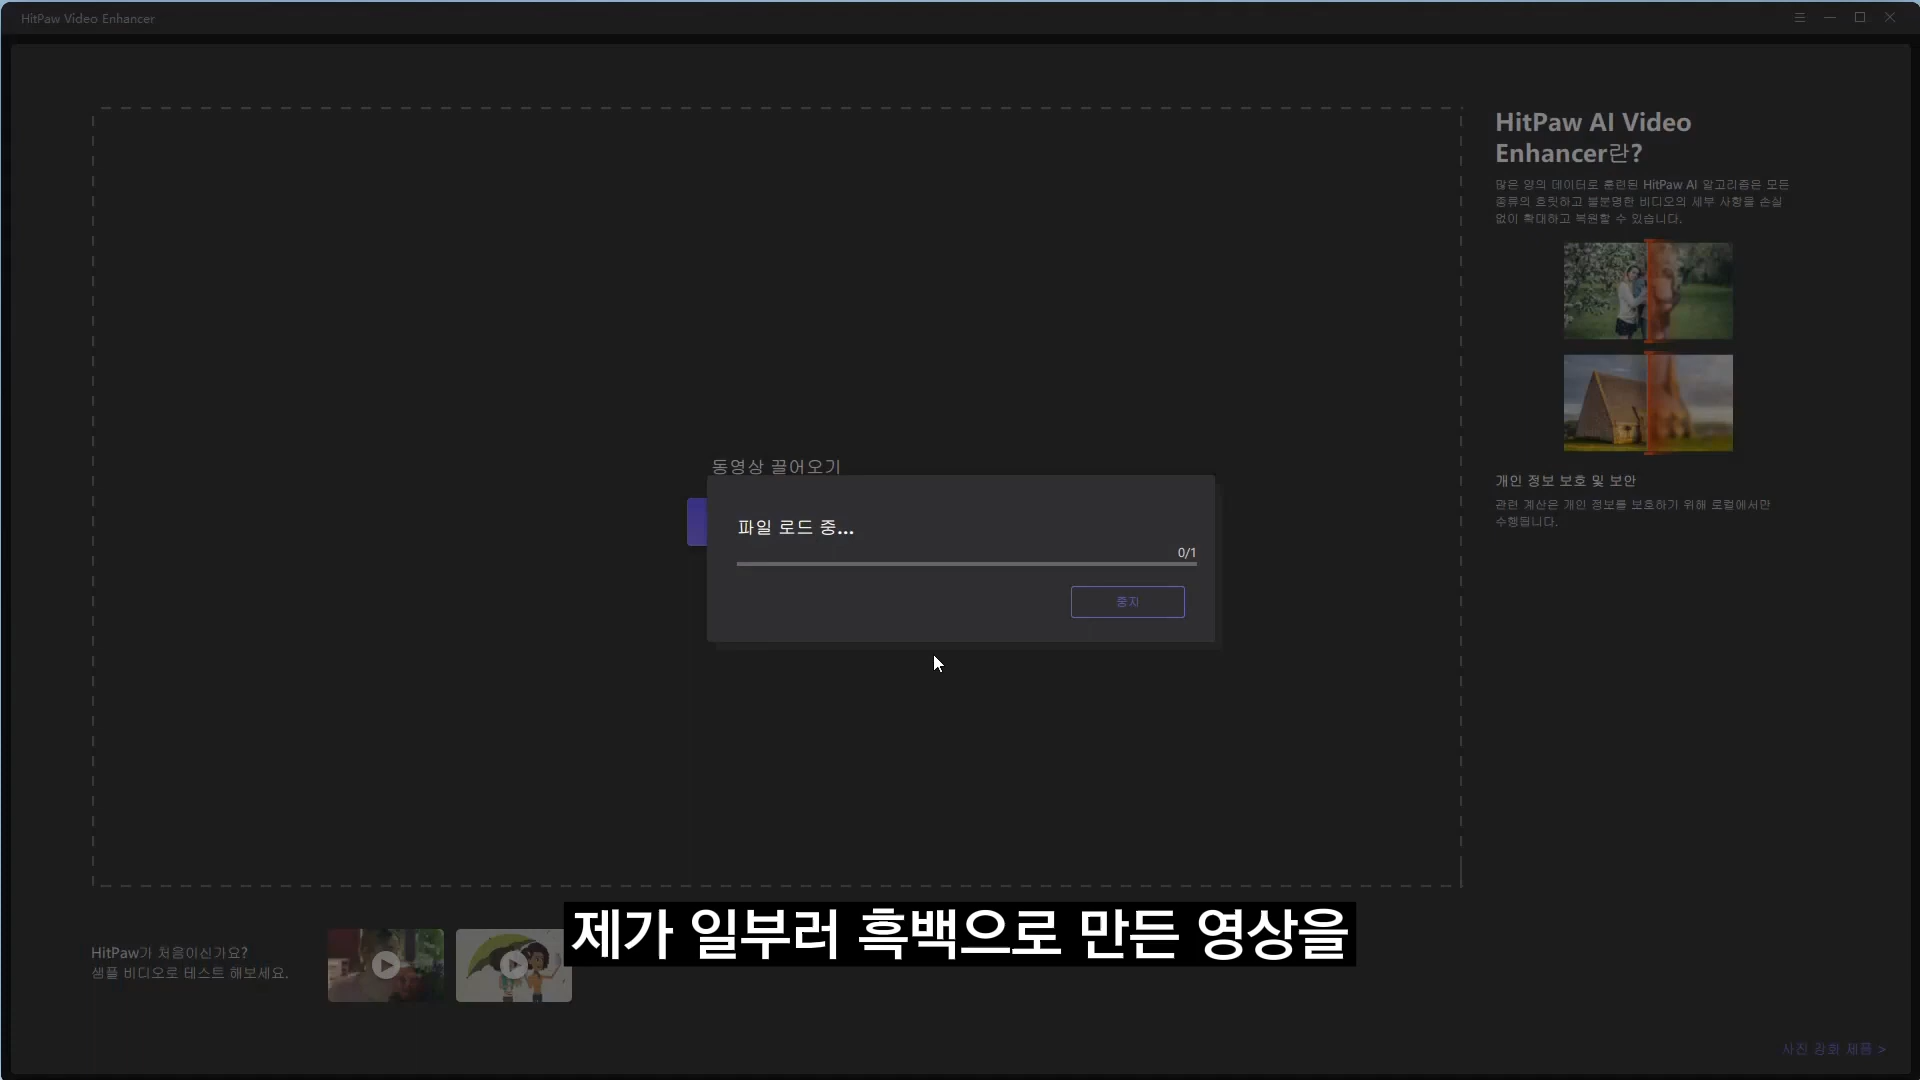 HitPaw Video Enhancer
HitPaw AI Video
Enhancer란?
많은 양의 데이터로 훈련된 HitPaw AI 알고리즘은 모든
종류의 흐릿하고 불분명한 비디오의 세부 사항을 손실
없이 확대하고 복원할 수 있습니다.
동영상 끌어오기
파일 로드 중...
0/1
중지
개인 정보 보호 및 보안
관련 계산은 개인 정보를 보호하기 위해 로컬에서만
수행됩니다.
제가 일부러 흑백으로 만든 영상을
HitPaw가 처음이신가요?
샘플 비디오로 테스트 해보세요.
사진 강화 제품 >